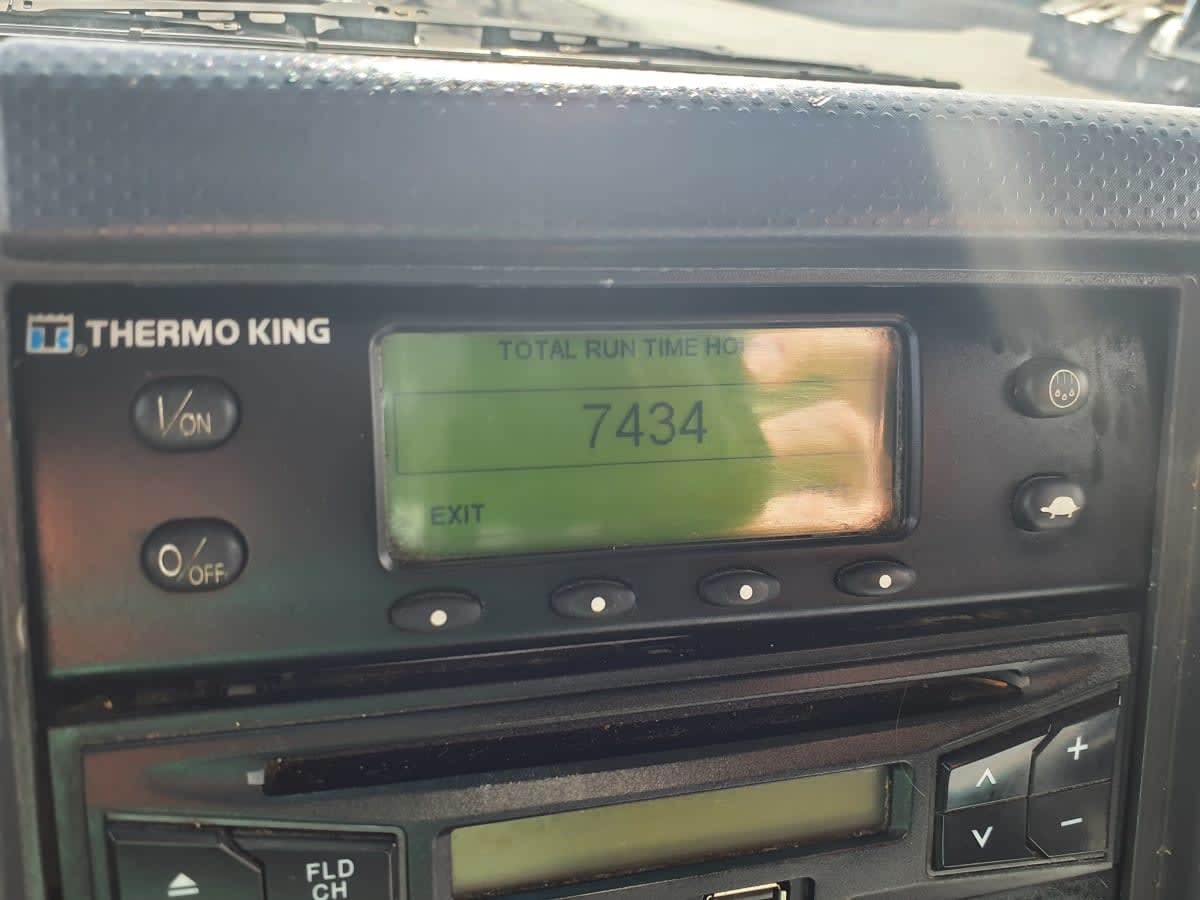 THERMO KING
TOTAL RUN TIME HO
7434
EXIT
I/ON
O/OFF
FLD
CH